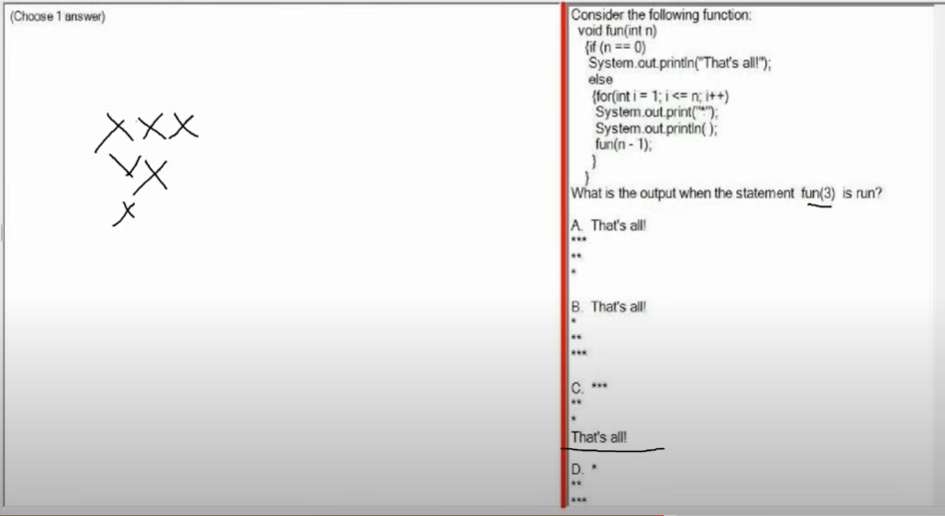 (Choose 1 answer)
X X X
X X
X
Consider the following function:
void fun(int n)
{if (n == 0)
System.out.println("That's all!");
else
{for(int i = 1; i <= n; i++)
System.out.print("*");
System.out.println( );
fun(n - 1);
}
}
What is the output when the statement fun(3) is run?
A. That's all!
***
**
*
B. That's all!
*
**
***
C. ***
**
*
That's all!
D. *
**
***